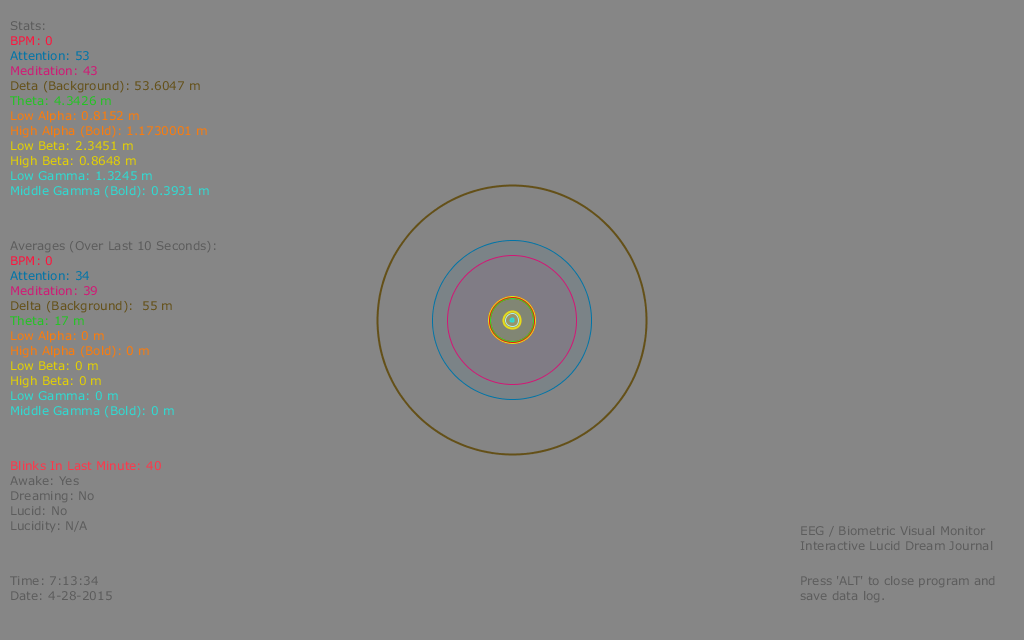 Stats:
BPM: 0
Attention: 53
Meditation: 43
Deta (Background): 53.6047 m
Theta: 4.3426 m
Low Alpha: 0.8152 m
High Alpha (Bold): 1.1730001 m
Low Beta: 2.3451 m
High Beta: 0.8648 m
Low Gamma: 1.3245 m
Middle Gamma (Bold): 0.3931 m
Averages (Over Last 10 Seconds):
BPM: 0
Attention: 34
Meditation: 39
Delta (Background): 55 m
Theta: 17 m
Low Alpha: 0 m
High Alpha (Bold): 0 m
Low Beta: 0 m
High Beta: 0 m
Low Gamma: 0 m
Middle Gamma (Bold): 0 m
Blinks In Last Minute: 40
Awake: Yes
Dreaming: No
Lucid: No
Lucidity: N/A
Time: 7:13:34
Date: 4-28-2015
EEG / Biometric Visual Monitor
Interactive Lucid Dream Journal
Press 'ALT' to close program and
save data log.